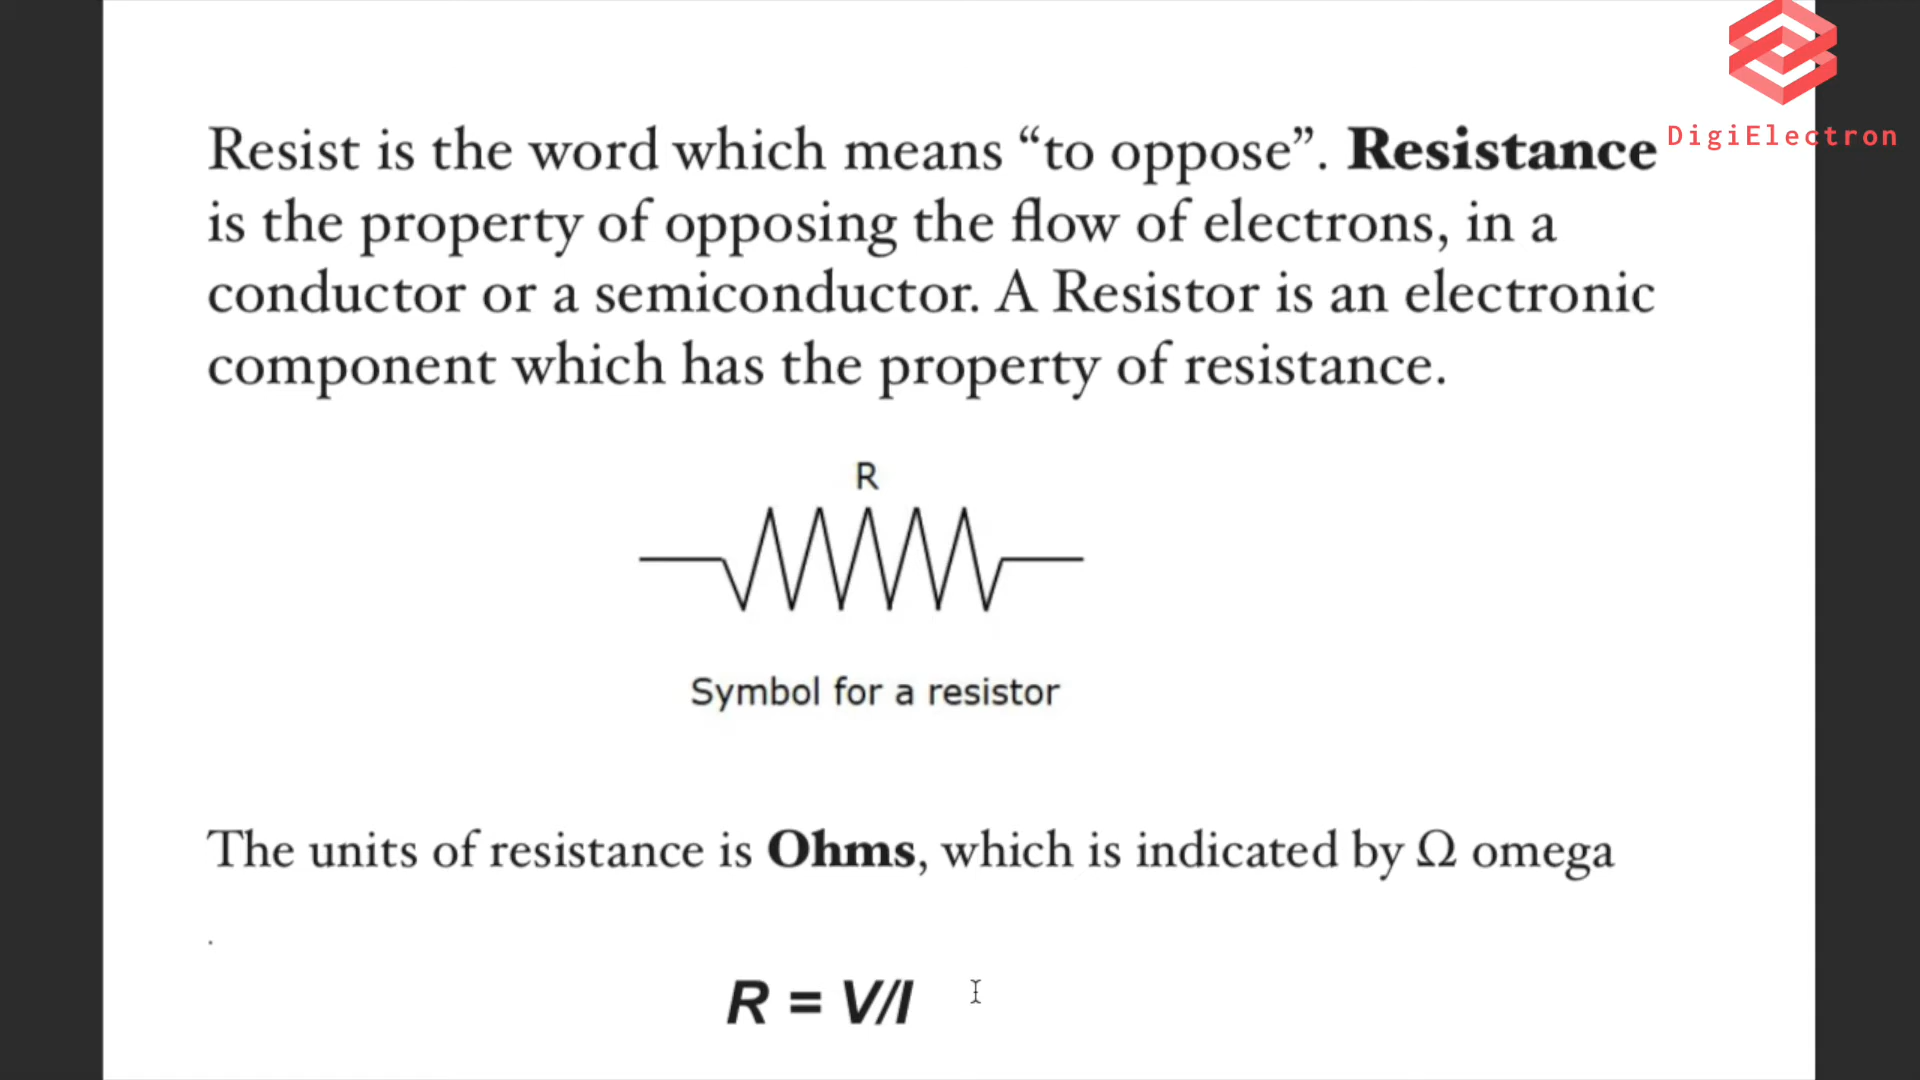 DigiElectron
Resist is the word which means “to oppose”. Resistance
is the property of opposing the flow of electrons, in a
conductor or a semiconductor. A Resistor is an electronic
component which has the property of resistance.
R
Symbol for a resistor
The units of resistance is Ohms, which is indicated by Ω omega
.
R = V/I